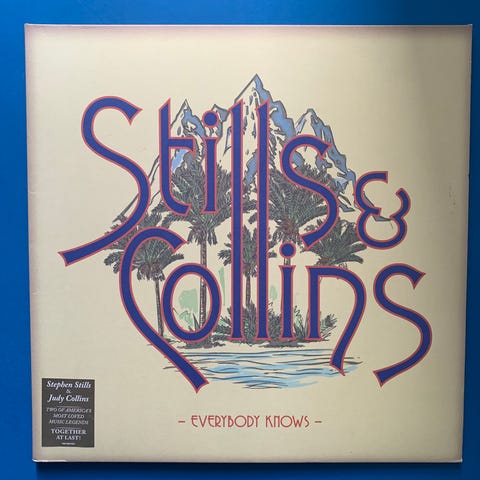 Stills &
Collins
- EVERYBODY KNOWS -
Stephen Stills
&
Judy Collins
TWO OF AMERICA'S
MOST LOVED
MUSIC LEGENDS
TOGETHER
AT LAST!